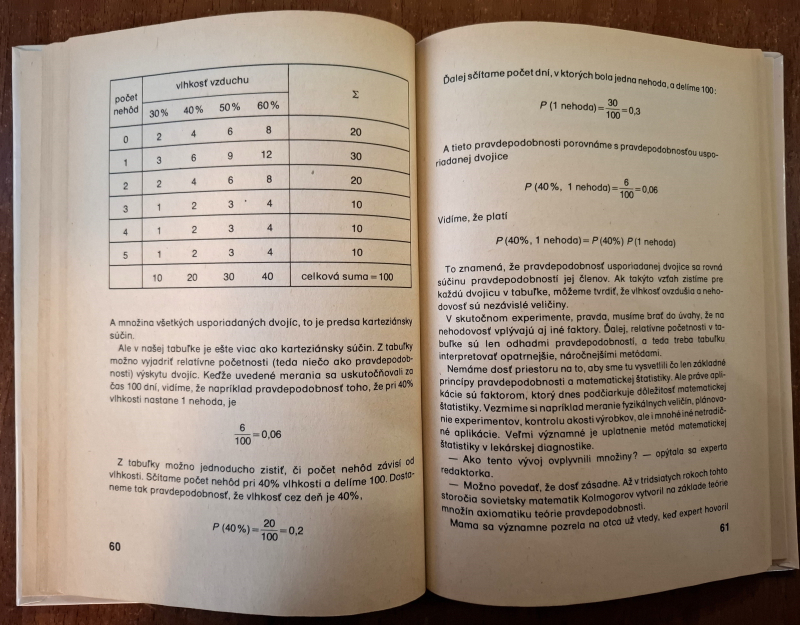 počet nehôd | vlhkosť vzduchu | Σ
30 % 40 % 50 % 60 %
0 2 4 6 8 20
1 3 6 9 12 30
2 2 4 6 8 20
3 1 2 3 4 10
4 1 2 3 4 10
5 1 2 3 4 10
10 20 30 40 celková suma = 100
A množina všetkých usporiadaných dvojíc, to je predsa karteziánsky
súčin.
Ale v našej tabuľke je ešte viac ako karteziánsky súčin. Z tabuľky
možno vyjadriť relatívne početnosti (teda niečo ako pravdepodob-
nosti) výskytu dvojíc. Keďže uvedené merania sa uskutočňovali za
čas 100 dní, vidíme, že napríklad pravdepodobnosť toho, že pri 40%
vlhkosti nastane 1 nehoda, je
6/100 = 0,06
Z tabuľky možno jednoducho zistiť, či počet nehôd závisí od
vlhkosti. Sčítame počet nehôd pri 40% vlhkosti a delíme 100. Dosta-
neme tak pravdepodobnosť, že vlhkosť cez deň je 40%,
P (40 %) = 20/100 = 0,2
60
Ďalej sčítame počet dní, v ktorých bola jedna nehoda, a delíme 100:
P (1 nehoda) = 30/100 = 0,3
A tieto pravdepodobnosti porovnáme s pravdepodobnosťou uspo-
riadanej dvojice
P (40%, 1 nehoda) = 6/100 = 0,06
Vidíme, že platí
P (40%, 1 nehoda) = P (40%) P (1 nehoda)
To znamená, že pravdepodobnosť usporiadanej dvojice sa rovná
súčinu pravdepodobností jej členov. Ak takýto vzťah zistíme pre
každú dvojicu v tabuľke, môžeme tvrdiť, že vlhkosť ovzdušia a neho-
dovosť sú nezávislé veličiny.
V skutočnom experimente, pravda, musíme brať do úvahy, že na
nehodovosť vplývajú aj iné faktory. Ďalej, relatívne početnosti v ta-
buľke sú len odhadmi pravdepodobností, a teda treba tabuľku
interpretovať opatrnejšie, náročnejšími metódami.
Nemáme dosť priestoru na to, aby sme tu vysvetlili čo len základné
princípy pravdepodobnosti a matematickej štatistiky. Ale práve apli-
kácie sú faktorom, ktorý dnes podčiarkuje dôležitosť matematickej
štatistiky. Vezmime si napríklad meranie fyzikálnych veličín, plánova-
nie experimentov, kontrolu akosti výrobkov, ale i mnohé iné netradič-
né aplikácie. Veľmi významné je uplatnenie metód matematickej
štatistiky v lekárskej diagnostike.
— Ako tento vývoj ovplyvnili množiny? — opýtala sa experta
redaktorka.
— Možno povedať, že dosť zásadne. Až v tridsiatych rokoch tohto
storočia sovietsky matematik Kolmogorov vytvoril na základe teórie
množín axiomatiku teórie pravdepodobnosti.
Mama sa významne pozrela na otca už vtedy, keď expert hovoril
61